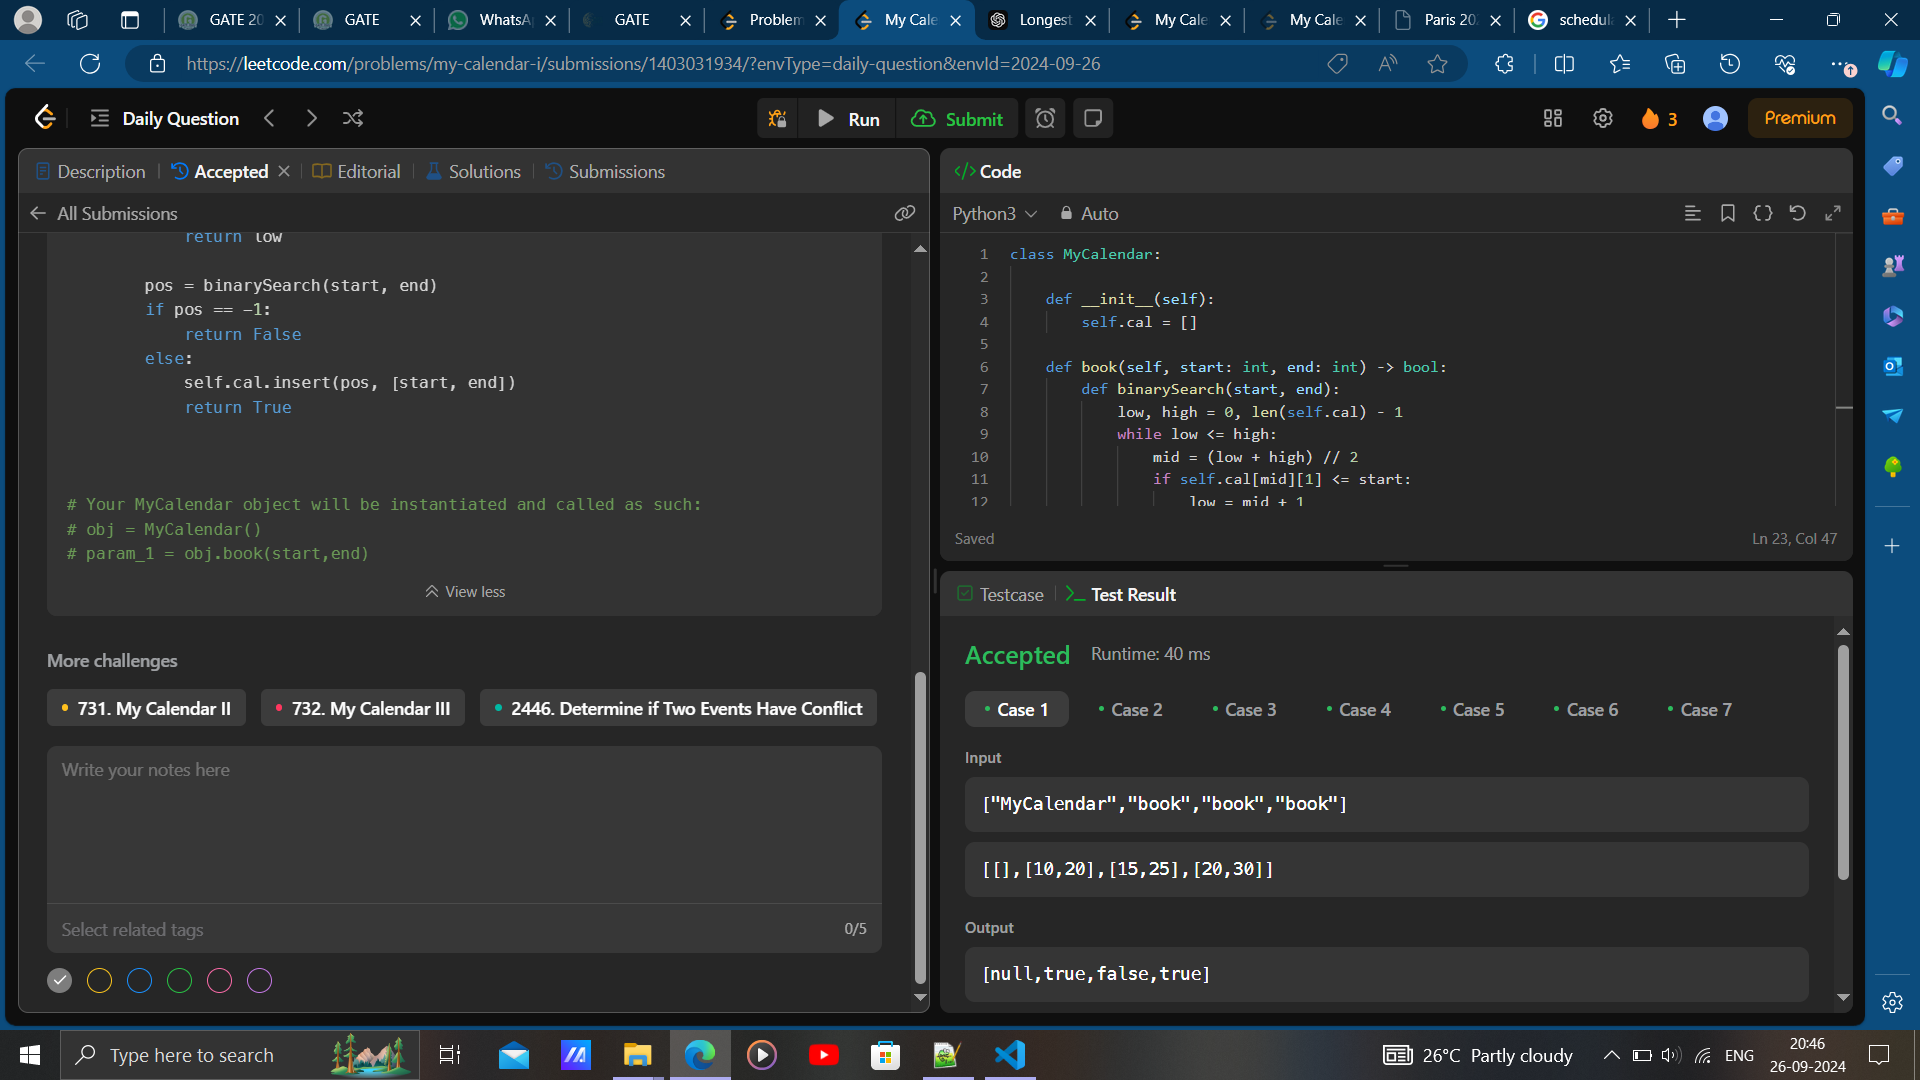 GATE 20
GATE
WhatsA
GATE
Problem
My Cale
Longest
My Cale
My Cale
Paris 20
schedul
https://leetcode.com/problems/my-calendar-i/submissions/1403031934/?envType=daily-question&envId=2024-09-26
Daily Question
Run
Submit
3
Premium
Description
Accepted
Editorial
Solutions
Submissions
All Submissions
return low
pos = binarySearch(start, end)
if pos == -1:
return False
else:
self.cal.insert(pos, [start, end])
return True
# Your MyCalendar object will be instantiated and called as such:
# obj = MyCalendar()
# param_1 = obj.book(start,end)
View less
More challenges
731. My Calendar II
732. My Calendar III
2446. Determine if Two Events Have Conflict
Write your notes here
Select related tags
0/5
</> Code
Python3
Auto
1 class MyCalendar:
2
3 def __init__(self):
4 self.cal = []
5
6 def book(self, start: int, end: int) -> bool:
7 def binarySearch(start, end):
8 low, high = 0, len(self.cal) - 1
9 while low <= high:
10 mid = (low + high) // 2
11 if self.cal[mid][1] <= start:
12 low = mid + 1
Saved
Ln 23, Col 47
Testcase
Test Result
Accepted
Runtime: 40 ms
Case 1
Case 2
Case 3
Case 4
Case 5
Case 6
Case 7
Input
["MyCalendar","book","book","book"]
[[],[10,20],[15,25],[20,30]]
Output
[null,true,false,true]
Type here to search
26°C Partly cloudy
ENG
20:46
26-09-2024